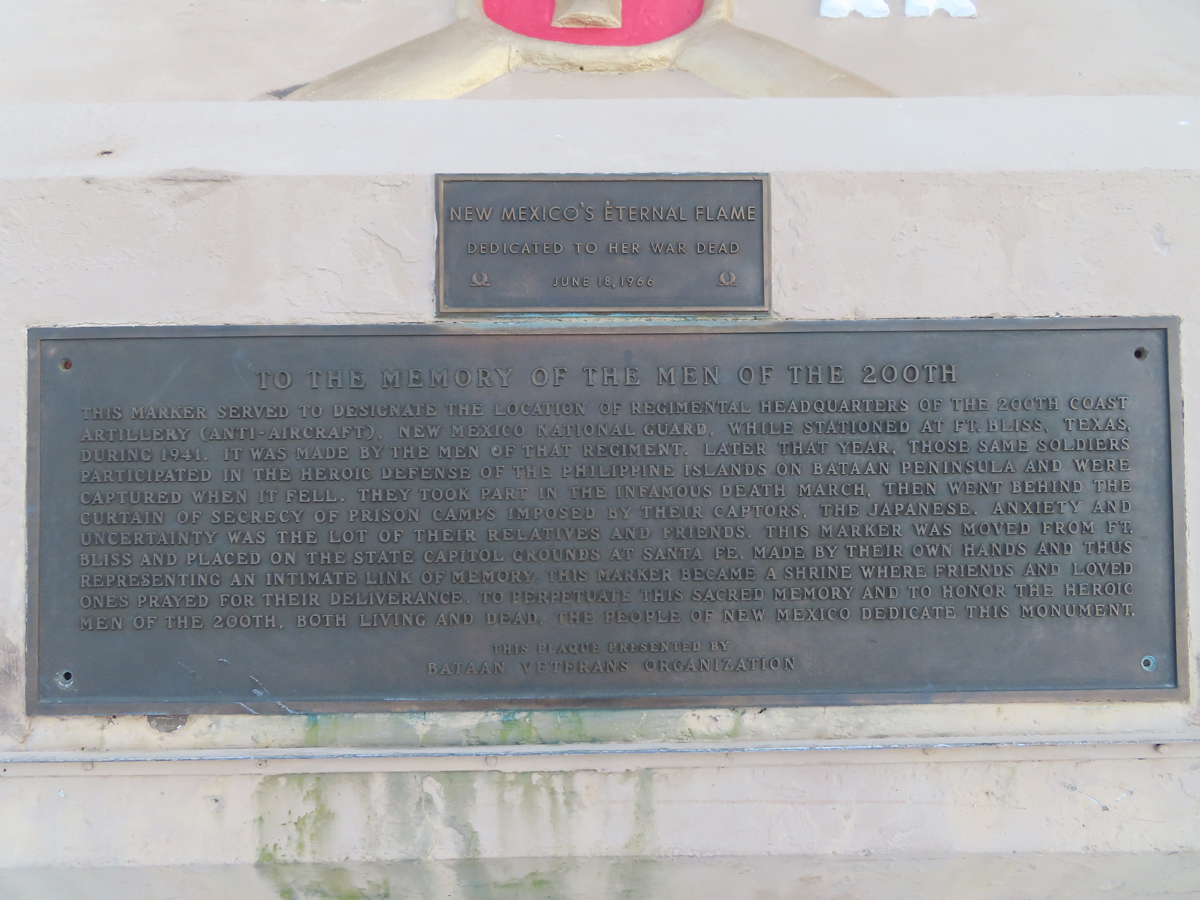 NEW MEXICO'S ETERNAL FLAME
DEDICATED TO HER WAR DEAD
JUNE 18, 1966
TO THE MEMORY OF THE MEN OF THE 200TH
THIS MARKER SERVED TO DESIGNATE THE LOCATION OF REGIMENTAL HEADQUARTERS OF THE 200TH COAST
ARTILLERY (ANTI-AIRCRAFT), NEW MEXICO NATIONAL GUARD, WHILE STATIONED AT FT. BLISS, TEXAS,
DURING 1941. IT WAS MADE BY THE MEN OF THAT REGIMENT. LATER THAT YEAR, THOSE SAME SOLDIERS
PARTICIPATED IN THE HEROIC DEFENSE OF THE PHILIPPINE ISLANDS ON BATAAN PENINSULA AND WERE
CAPTURED WHEN IT FELL. THEY TOOK PART IN THE INFAMOUS DEATH MARCH, THEN WENT BEHIND THE
CURTAIN OF SECRECY OF PRISON CAMPS IMPOSED BY THEIR CAPTORS, THE JAPANESE. ANXIETY AND
UNCERTAINTY WAS THE LOT OF THEIR RELATIVES AND FRIENDS. THIS MARKER WAS MOVED FROM FT.
BLISS AND PLACED ON THE STATE CAPITOL GROUNDS AT SANTA FE. MADE BY THEIR OWN HANDS AND THUS
REPRESENTING AN INTIMATE LINK OF MEMORY, THIS MARKER BECAME A SHRINE WHERE FRIENDS AND LOVED
ONES PRAYED FOR THEIR DELIVERANCE. TO PERPETUATE THIS SACRED MEMORY AND TO HONOR THE HEROIC
MEN OF THE 200TH, BOTH LIVING AND DEAD, THE PEOPLE OF NEW MEXICO DEDICATE THIS MONUMENT.
THIS PLAQUE PRESENTED BY
BATAAN VETERANS ORGANIZATION